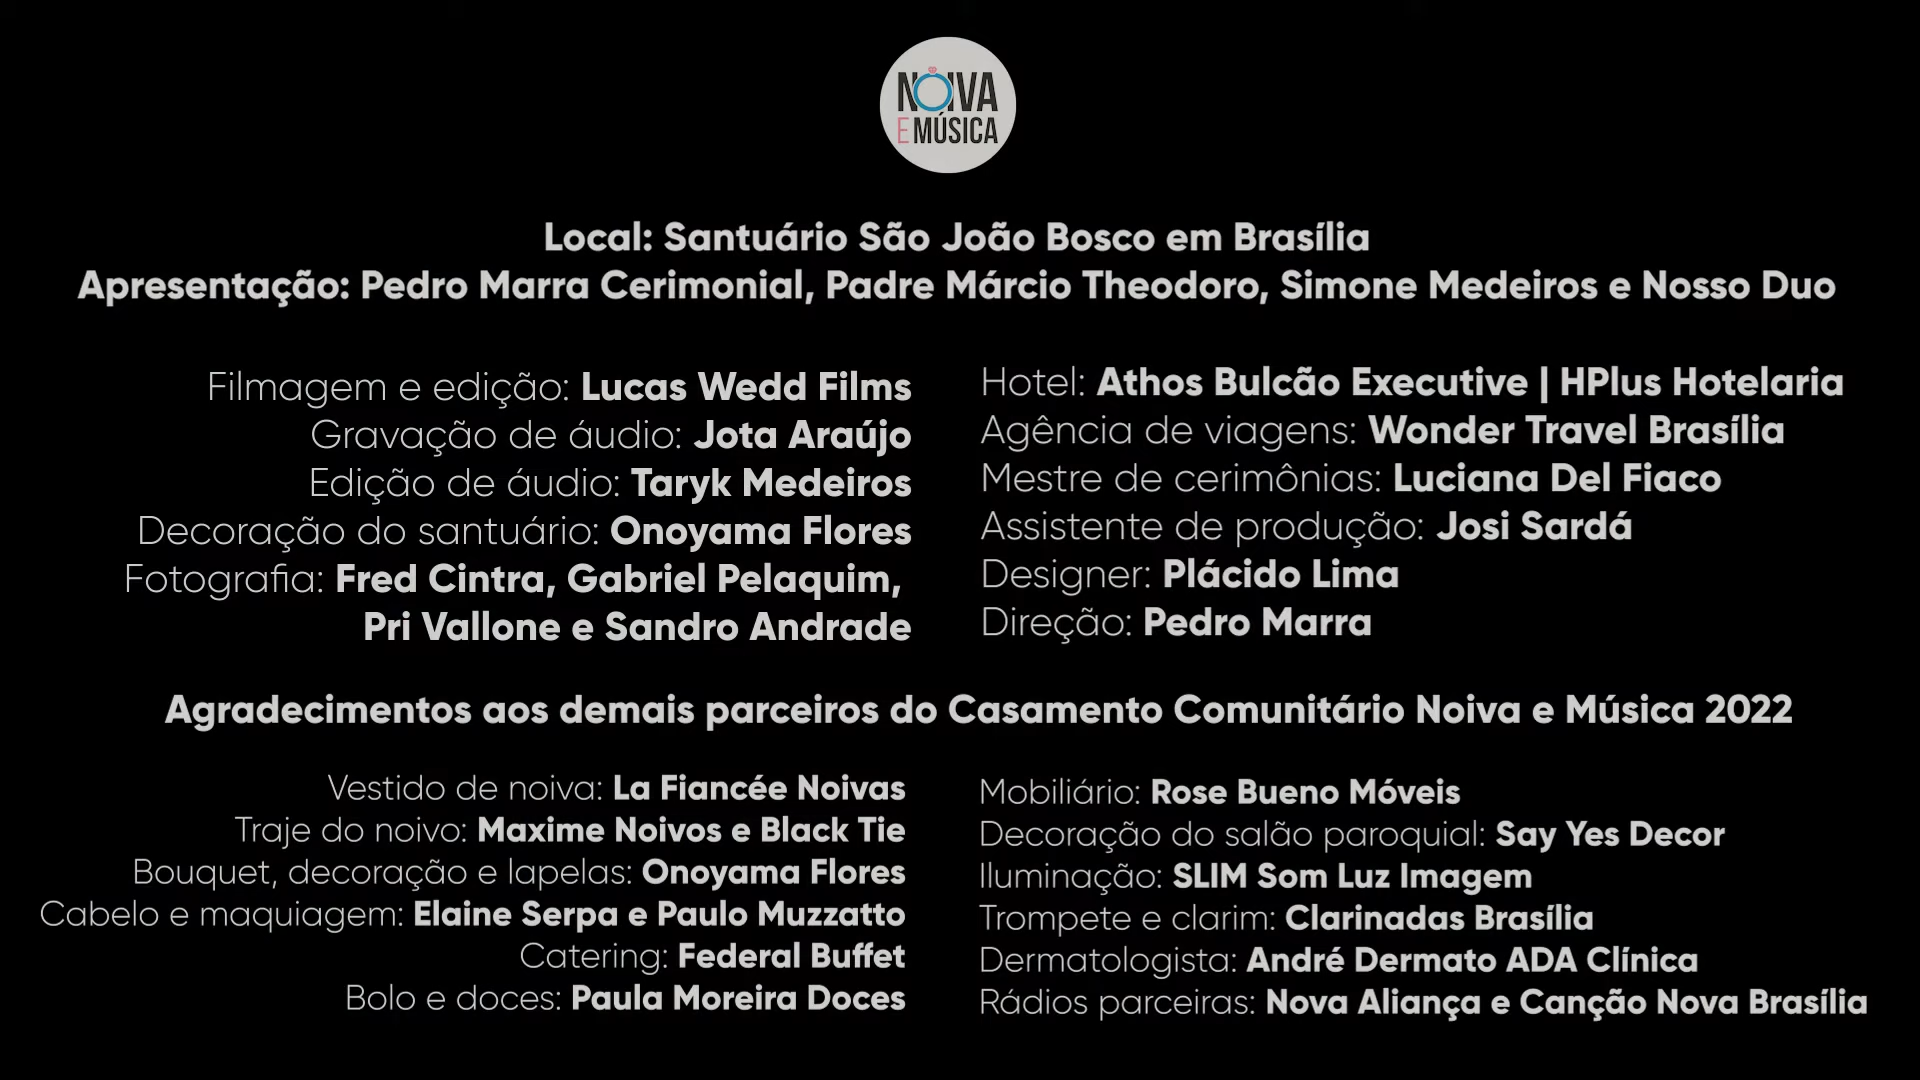 NOIVA
E MÚSICA
Local: Santuário São João Bosco em Brasília
Apresentação: Pedro Marra Cerimonial, Padre Márcio Theodoro, Simone Medeiros e Nosso Duo
Filmagem e edição: Lucas Wedd Films
Gravação de áudio: Jota Araújo
Edição de áudio: Taryk Medeiros
Decoração do santuário: Onoyama Flores
Fotografia: Fred Cintra, Gabriel Pelaquim,
Pri Vallone e Sandro Andrade
Hotel: Athos Bulcão Executive | HPlus Hotelaria
Agência de viagens: Wonder Travel Brasília
Mestre de cerimônias: Luciana Del Fiaco
Assistente de produção: Josi Sardá
Designer: Plácido Lima
Direção: Pedro Marra
Agradecimentos aos demais parceiros do Casamento Comunitário Noiva e Música 2022
Vestido de noiva: La Fiancée Noivas
Traje do noivo: Maxime Noivos e Black Tie
Bouquet, decoração e lapelas: Onoyama Flores
Cabelo e maquiagem: Elaine Serpa e Paulo Muzzatto
Catering: Federal Buffet
Bolo e doces: Paula Moreira Doces
Mobiliário: Rose Bueno Móveis
Decoração do salão paroquial: Say Yes Decor
Iluminação: SLIM Som Luz Imagem
Trompete e clarim: Clarinadas Brasília
Dermatologista: André Dermato ADA Clínica
Rádios parceiras: Nova Aliança e Canção Nova Brasília